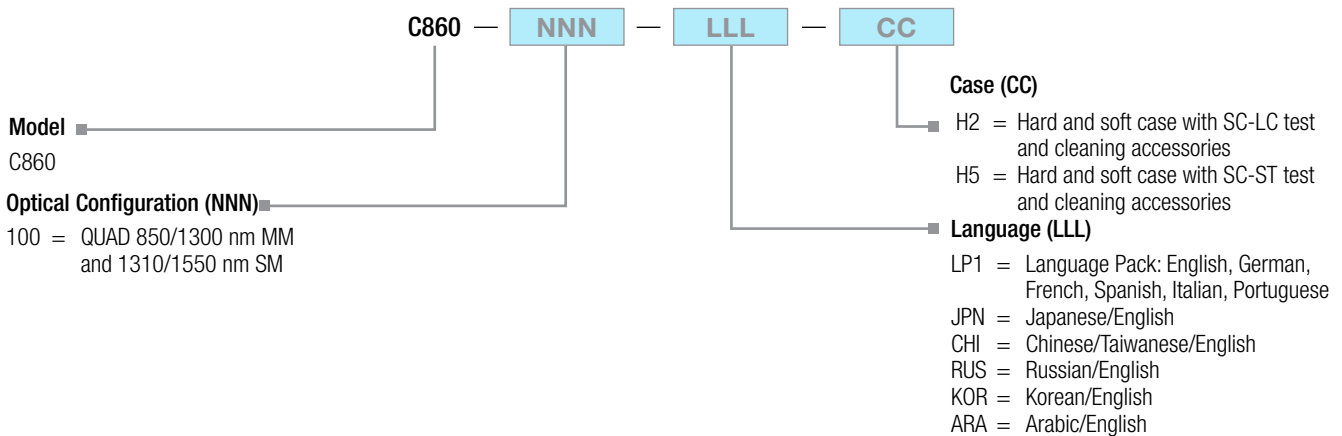 C860 — NNN — LLL — CC
Model
C860
Optical Configuration (NNN)
100 = QUAD 850/1300 nm MM
and 1310/1550 nm SM
Case (CC)
H2 = Hard and soft case with SC-LC test
and cleaning accessories
H5 = Hard and soft case with SC-ST test
and cleaning accessories
Language (LLL)
LP1 = Language Pack: English, German,
French, Spanish, Italian, Portuguese
JPN = Japanese/English
CHI = Chinese/Taiwanese/English
RUS = Russian/English
KOR = Korean/English
ARA = Arabic/English